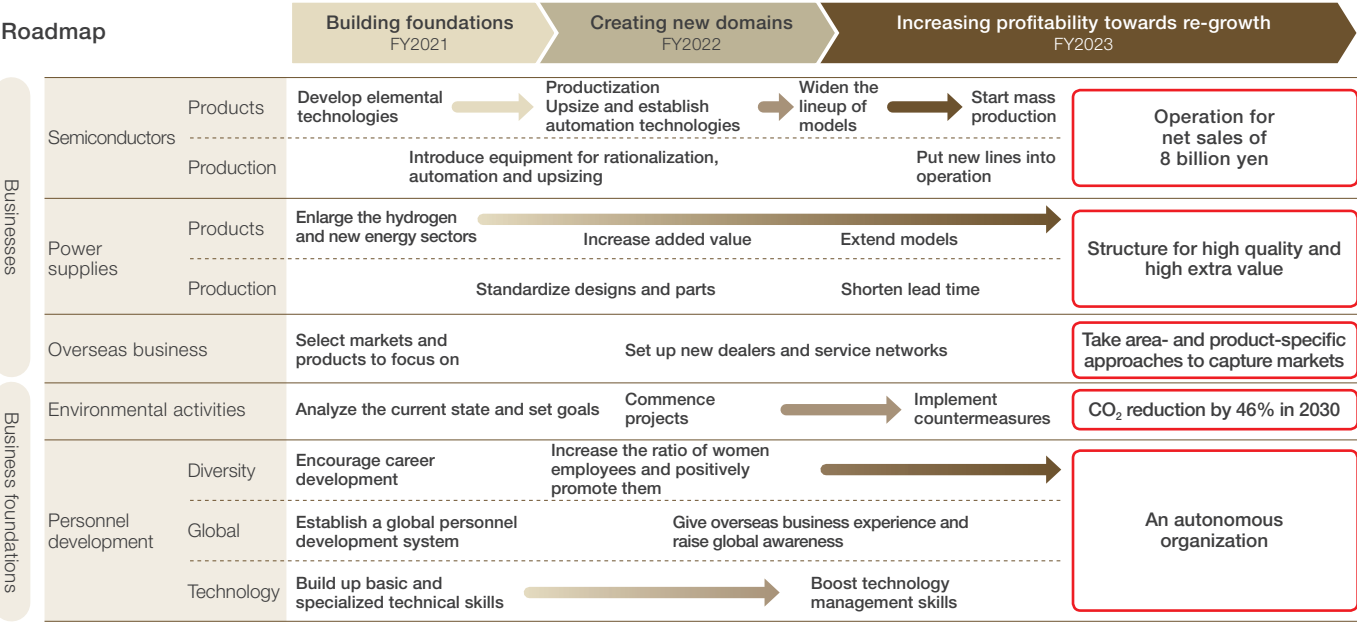 Roadmap
Building foundations
FY2021
Creating new domains
FY2022
Increasing profitability towards re-growth
FY2023
Businesses
Semiconductors
Products
Develop elemental
technologies
Productization
Upsize and establish
automation technologies
Widen the
lineup of
models
Start mass
production
Production
Introduce equipment for rationalization,
automation and upsizing
Put new lines into
operation
Operation for
net sales of
8 billion yen
Power
supplies
Products
Enlarge the hydrogen
and new energy sectors
Increase added value
Extend models
Production
Standardize designs and parts
Shorten lead time
Structure for high quality and
high extra value
Overseas business
Select markets and
products to focus on
Set up new dealers and service networks
Take area- and product-specific
approaches to capture markets
Business foundations
Environmental activities
Analyze the current state and set goals
Commence
projects
Implement
countermeasures
CO₂ reduction by 46% in 2030
Personnel
development
Diversity
Encourage career
development
Increase the ratio of women
employees and positively
promote them
Global
Establish a global personnel
development system
Give overseas business experience and
raise global awareness
Technology
Build up basic and
specialized technical skills
Boost technology
management skills
An autonomous
organization